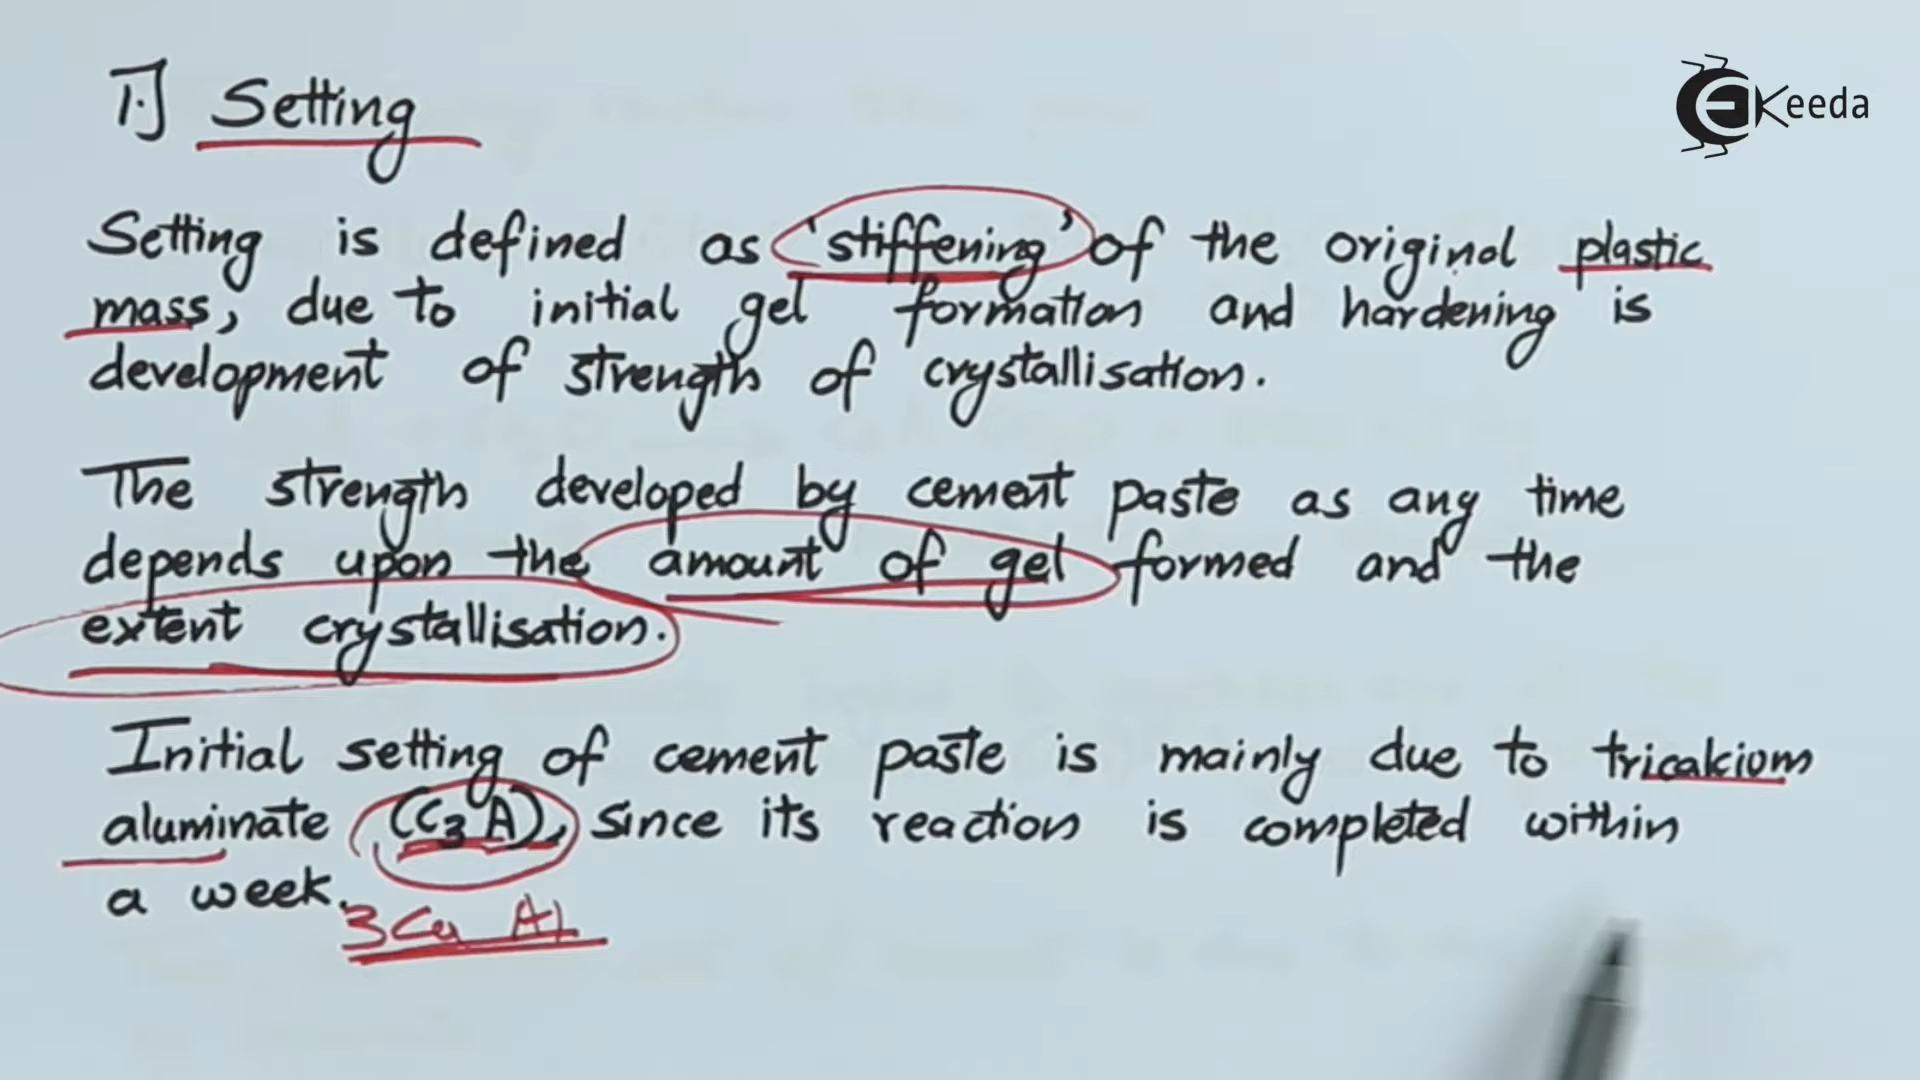 Keeda
1.] Setting
Setting is defined as 'stiffening' of the original plastic
mass, due to initial gel formation and hardening is
development of strength of crystallisation.
The strength developed by cement paste as any time
depends upon the amount of gel formed and the
extent crystallisation.
Initial setting of cement paste is mainly due to tricalcium
aluminate (C3A), since its reaction is completed within
a week.
3Ca Al